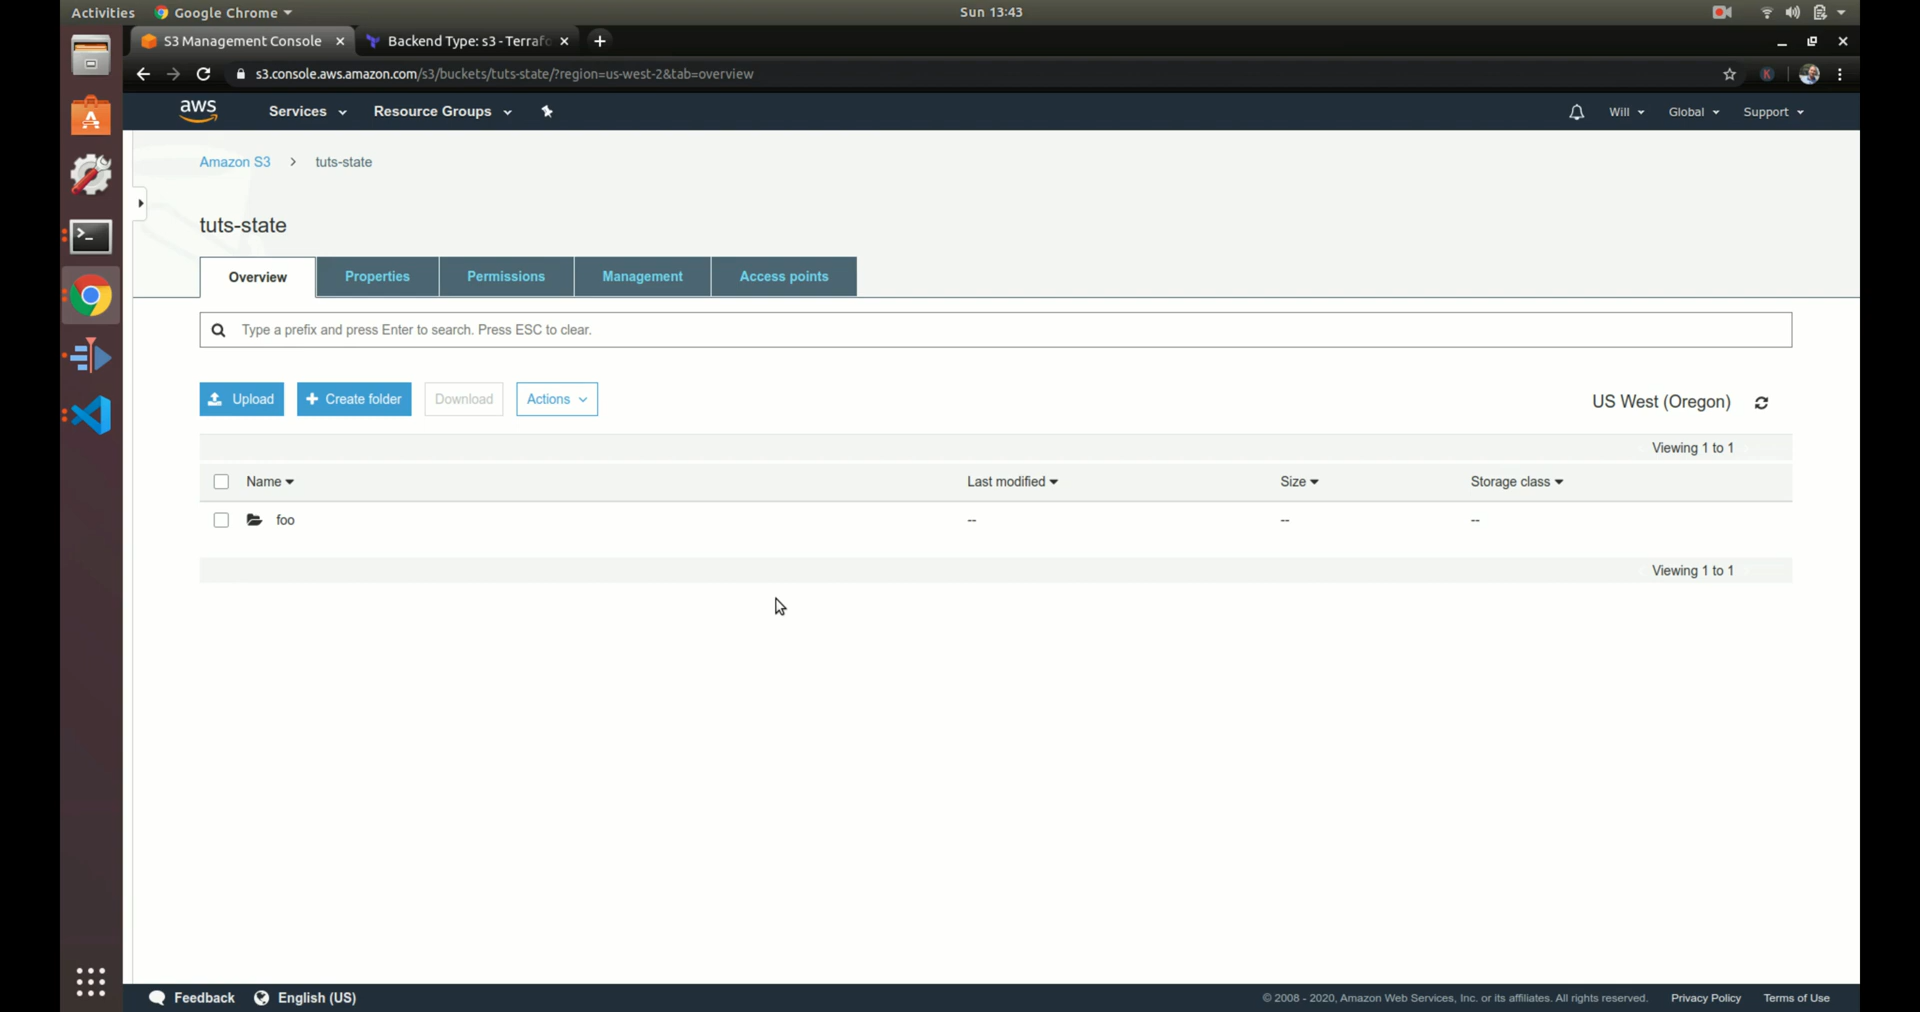 Activities
Google Chrome
Sun 13:43
S3 Management Console
Backend Type: s3 - Terrafo
s3.console.aws.amazon.com/s3/buckets/tuts-state/?region=us-west-2&tab=overview
K
aws
Services
Resource Groups
Will
Global
Support
Amazon S3 > tuts-state
tuts-state
Overview
Properties
Permissions
Management
Access points
Type a prefix and press Enter to search. Press ESC to clear.
Upload
+ Create folder
Download
Actions
US West (Oregon)
Viewing 1 to 1
Name
Last modified
Size
Storage class
foo
--
--
--
Viewing 1 to 1
Feedback
English (US)
© 2008 - 2020, Amazon Web Services, Inc. or its affiliates. All rights reserved.
Privacy Policy
Terms of Use